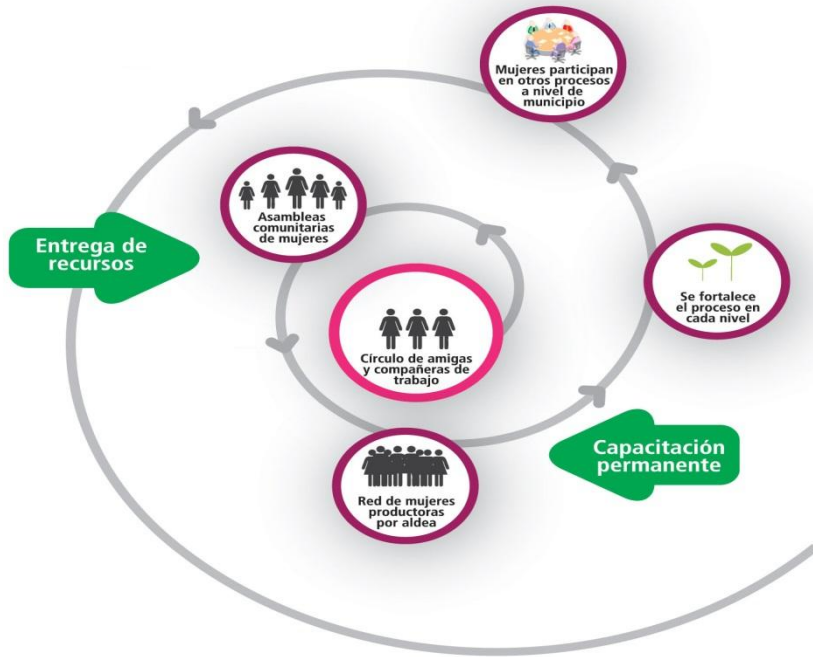 Mujeres participan
en otros procesos
a nivel de
municipio
Asambleas
comunitarias
de mujeres
Entrega de
recursos
Se fortalece
el proceso en
cada nivel
Círculo de amigas
y compañeras de
trabajo
Capacitación
permanente
Red de mujeres
productoras
por aldea